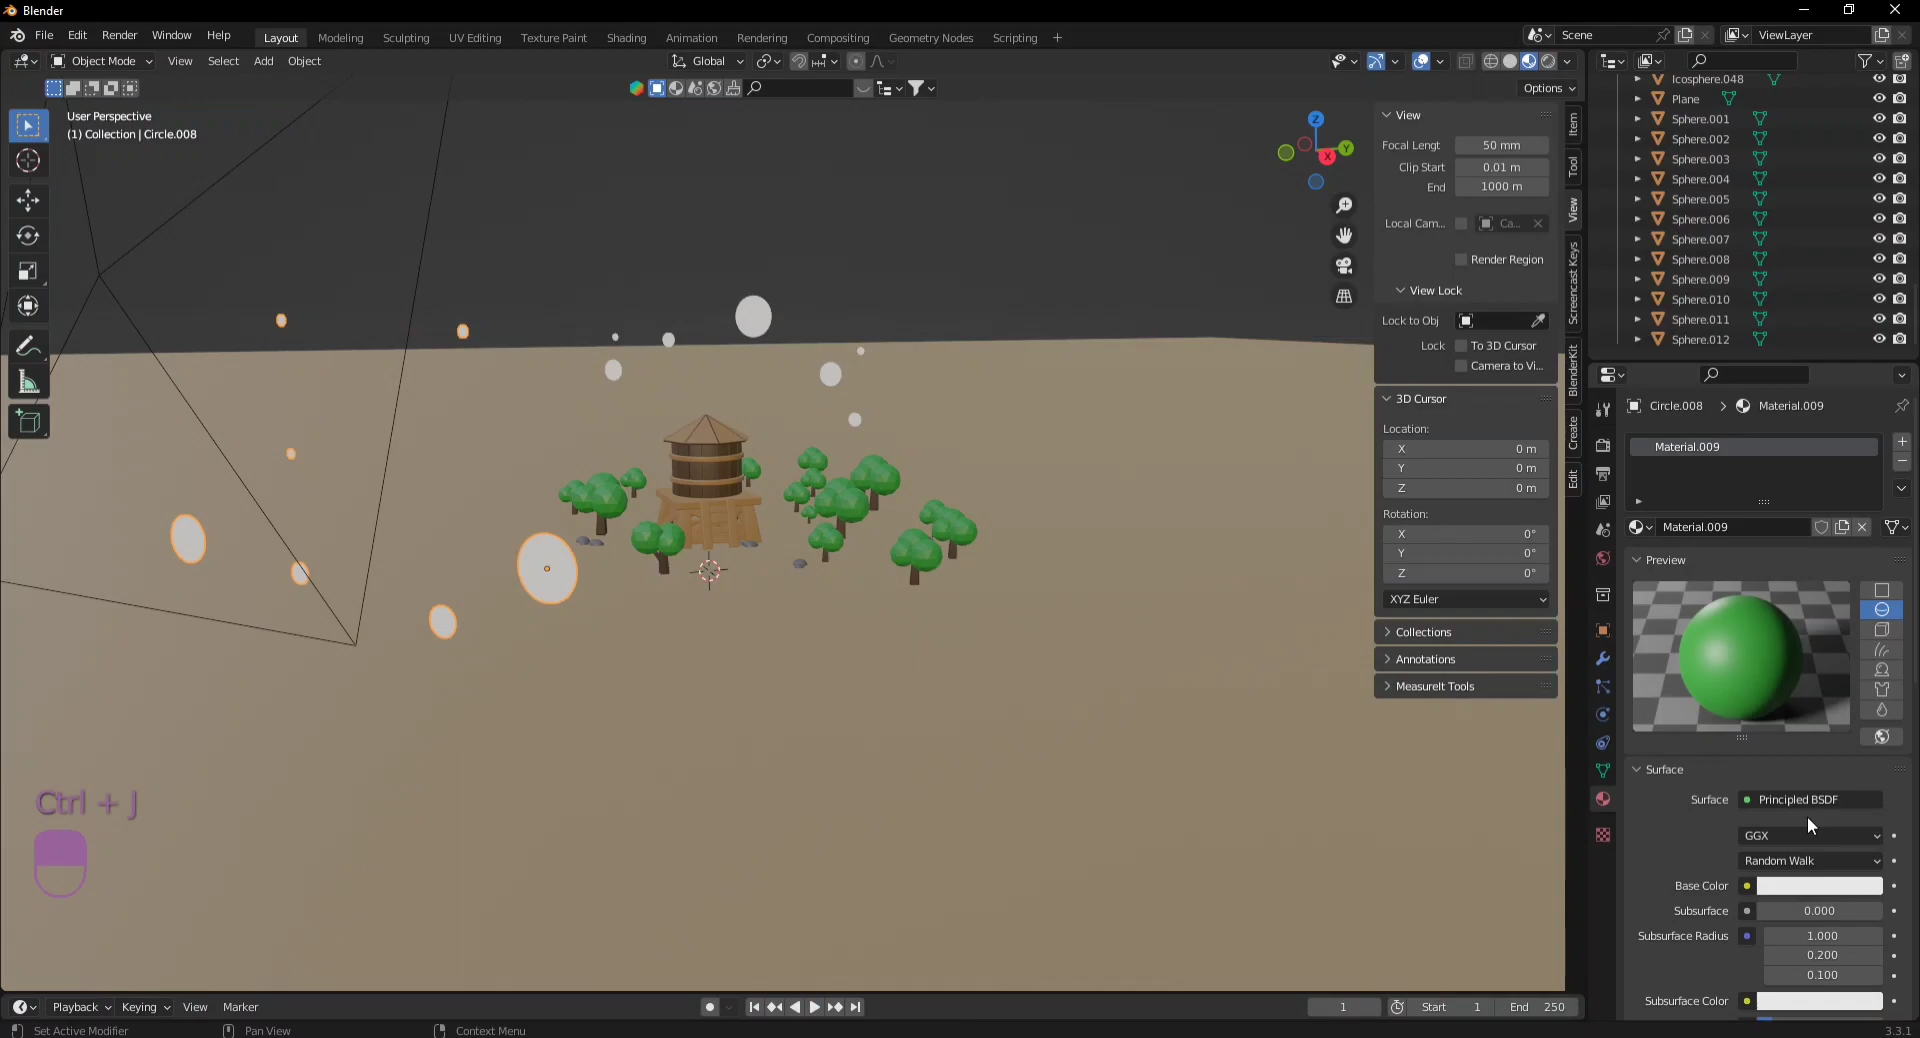 Blender
File Edit Render Window Help Layout Modeling Sculpting UV Editing Texture Paint Shading Animation Rendering Compositing Geometry Nodes Scripting + Scene ViewLayer
Object Mode View Select Add Object Global
Options
User Perspective
(1) Collection | Circle.008
Z
Y
X
View
Focal Lengt 50 mm
Clip Start 0.01 m
End 1000 m
Local Cam... Ca...
Render Region
View Lock
Lock to Obj
Lock To 3D Cursor
Camera to Vi...
3D Cursor
Location:
X 0 m
Y 0 m
Z 0 m
Rotation:
X 0°
Y 0°
Z 0°
XYZ Euler
Collections
Annotations
MeasureIt Tools
Item
Tool
View
Screencast Keys
BlenderKit
Create
Edit
Icosphere.048
Plane
Sphere.001
Sphere.002
Sphere.003
Sphere.004
Sphere.005
Sphere.006
Sphere.007
Sphere.008
Sphere.009
Sphere.010
Sphere.011
Sphere.012
Circle.008 > Material.009
Material.009
Material.009
Preview
Surface
Surface Principled BSDF
GGX
Random Walk
Base Color
Subsurface 0.000
Subsurface Radius 1.000
0.200
0.100
Subsurface Color
Ctrl + J
Playback Keying View Marker 1 Start 1 End 250
Set Active Modifier Pan View Context Menu 3.3.1